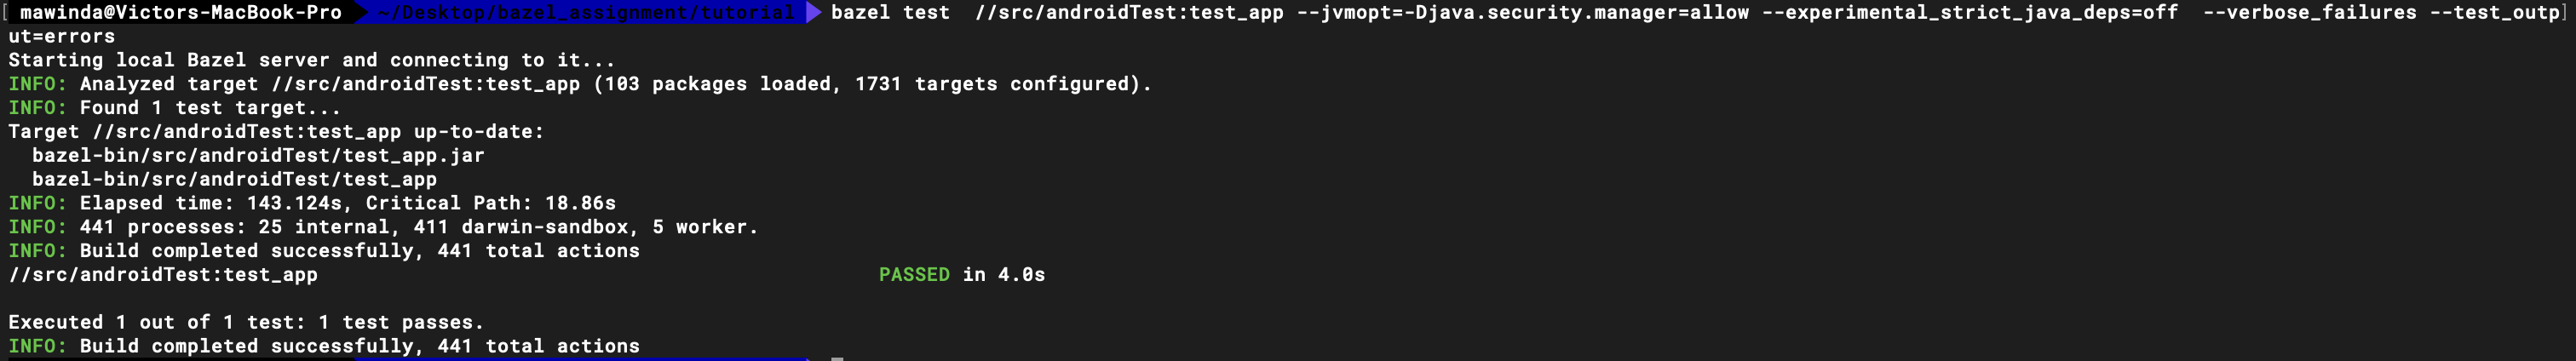 [ mawinda@Victors-MacBook-Pro ~/Desktop/bazel_assignment/tutorial bazel test  //src/androidTest:test_app --jvmopt=-Djava.security.manager=allow --experimental_strict_java_deps=off  --verbose_failures --test_outp]
ut=errors
Starting local Bazel server and connecting to it...
INFO: Analyzed target //src/androidTest:test_app (103 packages loaded, 1731 targets configured).
INFO: Found 1 test target...
Target //src/androidTest:test_app up-to-date:
  bazel-bin/src/androidTest/test_app.jar
  bazel-bin/src/androidTest/test_app
INFO: Elapsed time: 143.124s, Critical Path: 18.86s
INFO: 441 processes: 25 internal, 411 darwin-sandbox, 5 worker.
INFO: Build completed successfully, 441 total actions
//src/androidTest:test_app                                               PASSED in 4.0s
Executed 1 out of 1 test: 1 test passes.
INFO: Build completed successfully, 441 total actions